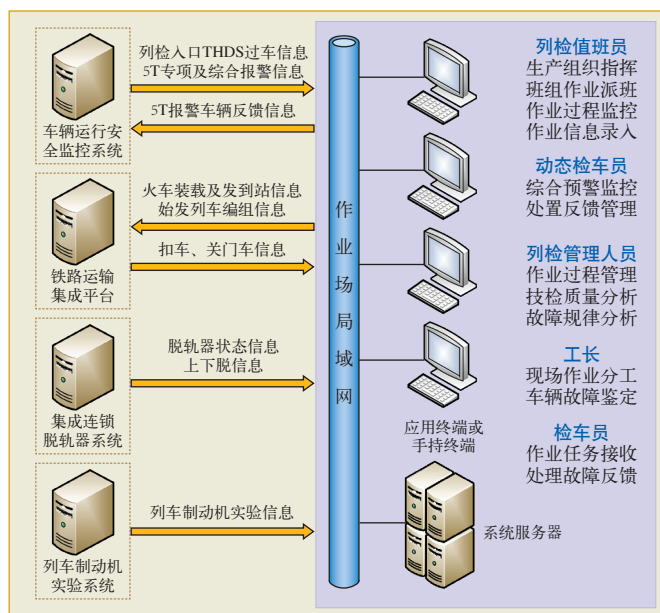 列检入口THDS过车信息
5T专项及综合报警信息
5T报警车辆反馈信息
车辆运行安
全监控系统
火车装载及发到站信息
始发列车编组信息
扣车、关门车信息
铁路运输
集成平台
脱轨器状态信息
上下脱信息
集成连锁
脱轨器系统
列车制动机实验信息
列车制动机
实验系统
作业场局域网
列检值班员
生产组织指挥
班组作业派班
作业过程监控
作业信息录入
动态检车员
综合预警监控
处置反馈管理
列检管理人员
作业过程管理
技检质量分析
故障规律分析
工长
现场作业分工
车辆故障鉴定
应用终端或
手持终端
检车员
作业任务接收
处理故障反馈
系统服务器